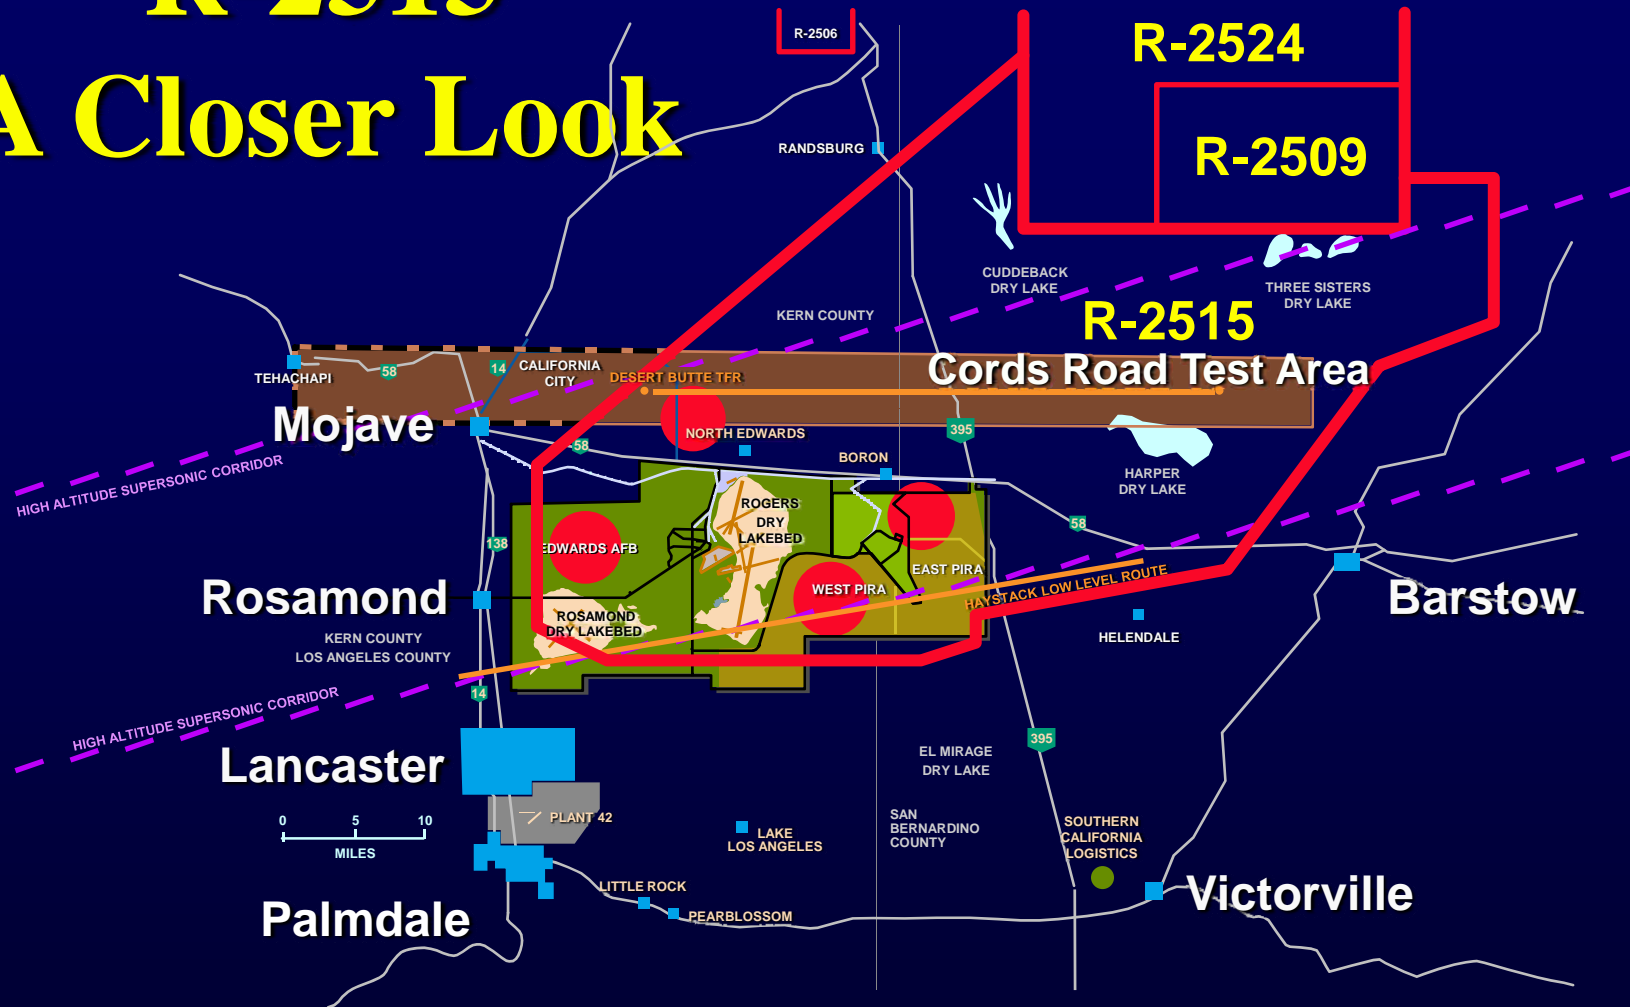 R-2515
A Closer Look
R-2506
R-2524
R-2509
RANDSBURG
CUDDEBACK
DRY LAKE
THREE SISTERS
DRY LAKE
KERN COUNTY
R-2515
Cords Road Test Area
TEHACHAPI
58
14
CALIFORNIA
CITY
DESERT BUTTE TFR
Mojave
NORTH EDWARDS
58
395
BORON
HARPER
DRY LAKE
HIGH ALTITUDE SUPERSONIC CORRIDOR
ROGERS
DRY
LAKEBED
58
138
EDWARDS AFB
EAST PIRA
WEST PIRA
HAYSTACK LOW LEVEL ROUTE
Rosamond
Barstow
ROSAMOND
DRY LAKEBED
KERN COUNTY
LOS ANGELES COUNTY
HELENDALE
14
HIGH ALTITUDE SUPERSONIC CORRIDOR
395
EL MIRAGE
DRY LAKE
Lancaster
PLANT 42
0 5 10
MILES
LAKE
LOS ANGELES
SAN
BERNARDINO
COUNTY
SOUTHERN
CALIFORNIA
LOGISTICS
LITTLE ROCK
Victorville
Palmdale
PEARBLOSSOM